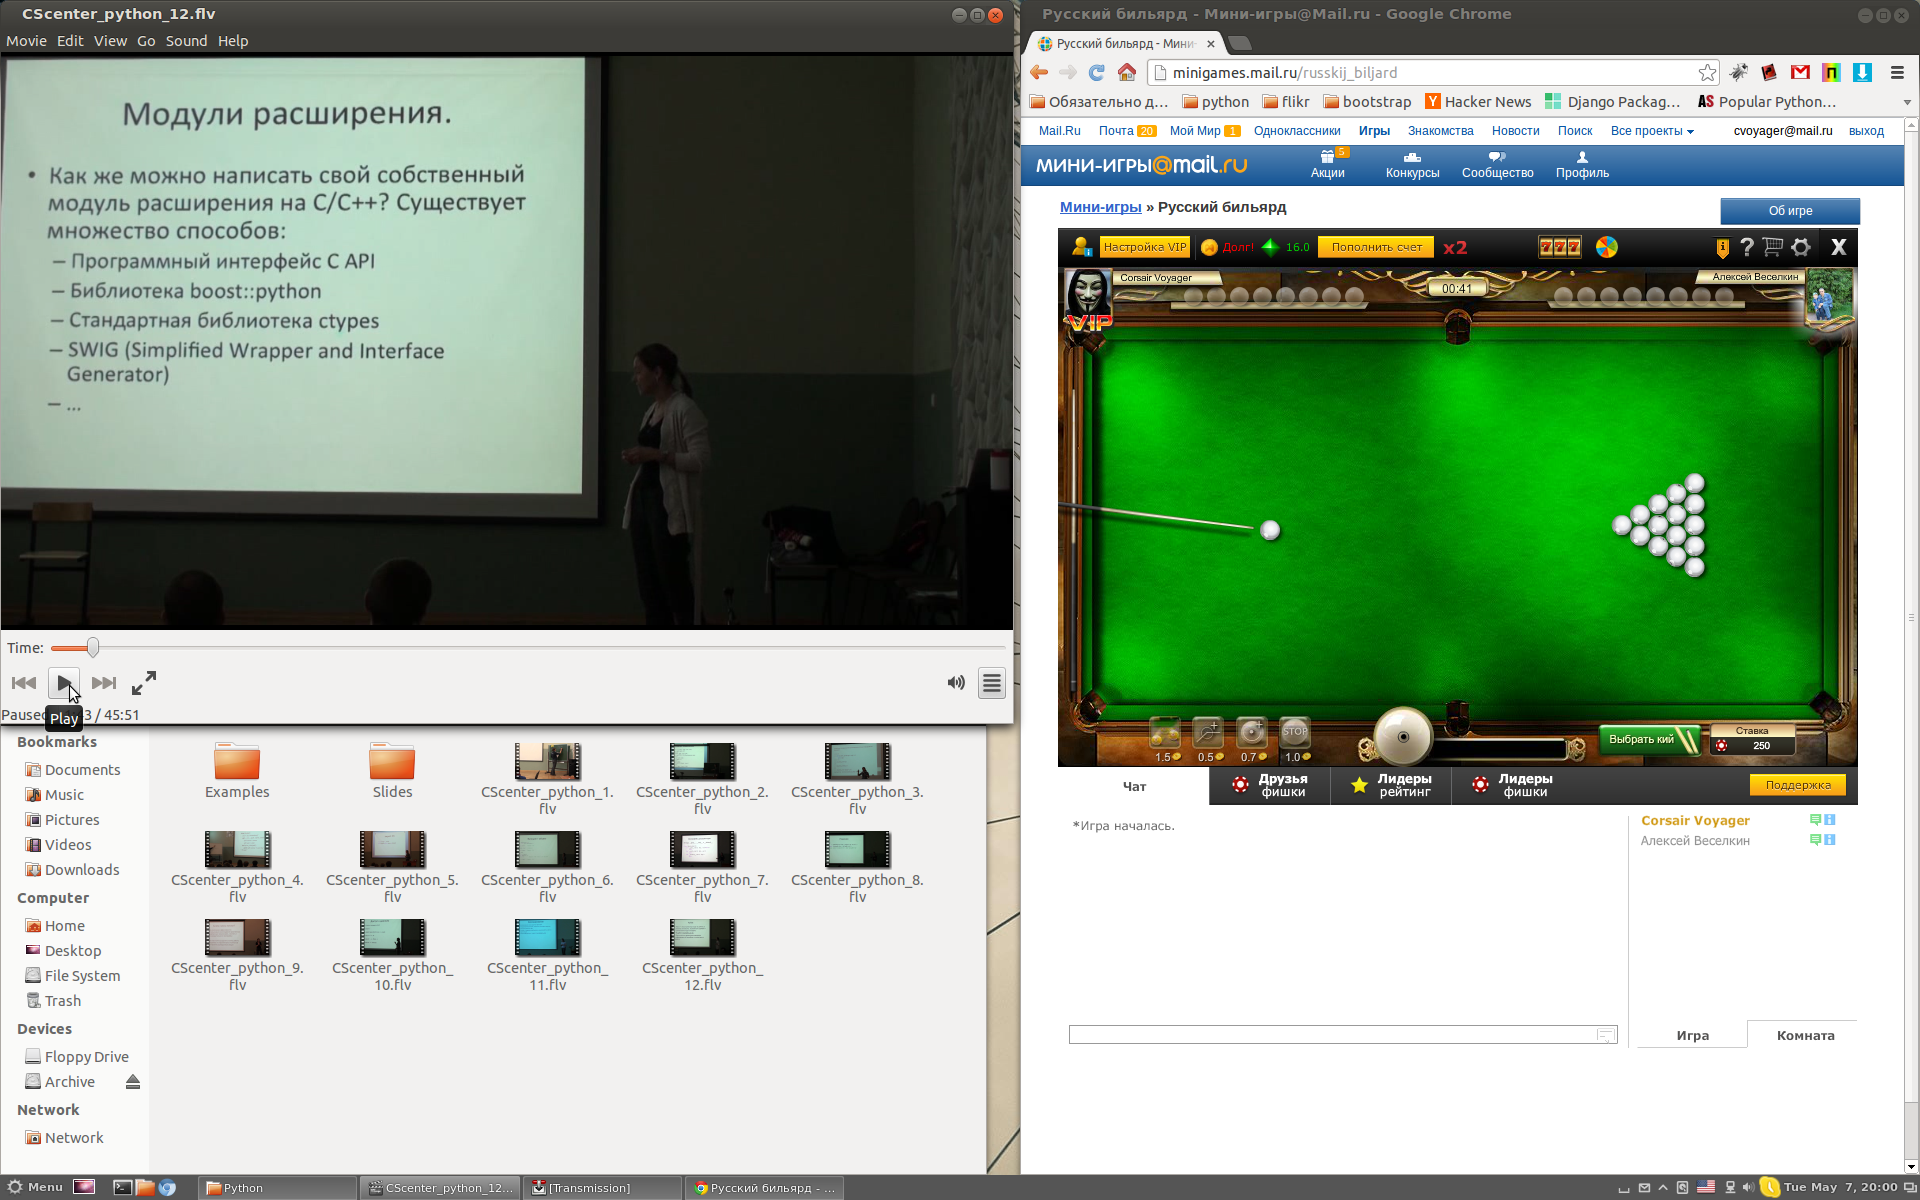 CScenter_python_12.flv
Movie Edit View Go Sound Help
Модули расширения.
• Как же можно написать свой собственный
модуль расширения на C/C++? Существует
множество способов:
– Программный интерфейс C API
– Библиотека boost::python
– Стандартная библиотека ctypes
– SWIG (Simplified Wrapper and Interface
Generator)
– ...
Time:
Paused
3 / 45:51
Play
Bookmarks
Documents
Music
Pictures
Videos
Downloads
Computer
Home
Desktop
File System
Trash
Devices
Floppy Drive
Archive
Network
Network
Examples
Slides
CScenter_python_1.
flv
CScenter_python_2.
flv
CScenter_python_3.
flv
CScenter_python_4.
flv
CScenter_python_5.
flv
CScenter_python_6.
flv
CScenter_python_7.
flv
CScenter_python_8.
flv
CScenter_python_9.
flv
CScenter_python_
10.flv
CScenter_python_
11.flv
CScenter_python_
12.flv
Русский бильярд - Мини-игры@Mail.ru - Google Chrome
Русский бильярд - Мини-
minigames.mail.ru/russkij_biljard
Обязательно д... python flikr bootstrap Hacker News Django Packag... AS Popular Python...
Mail.Ru Почта 20 Мой Мир 1 Одноклассники Игры Знакомства Новости Поиск Все проекты cvoyager@mail.ru выход
МИНИ-ИГРЫ@mail.ru
Акции 5 Конкурсы Сообщество Профиль
Мини-игры » Русский бильярд
Об игре
Настройка VIP Долг! 16.0 Пополнить счет x2 777 ? X
Corsair Voyager
00:41
Алексей Веселкин
VIP
STOP
1.5 0.5 0.7 1.0
Выбрать кий
Ставка
250
Чат
Друзья
фишки
Лидеры
рейтинг
Лидеры
фишки
Поддержка
*Игра началась.
Corsair Voyager
Алексей Веселкин
Игра Комната
Menu Python CScenter_python_12... [Transmission] Русский бильярд - ... Tue May 7, 20:00